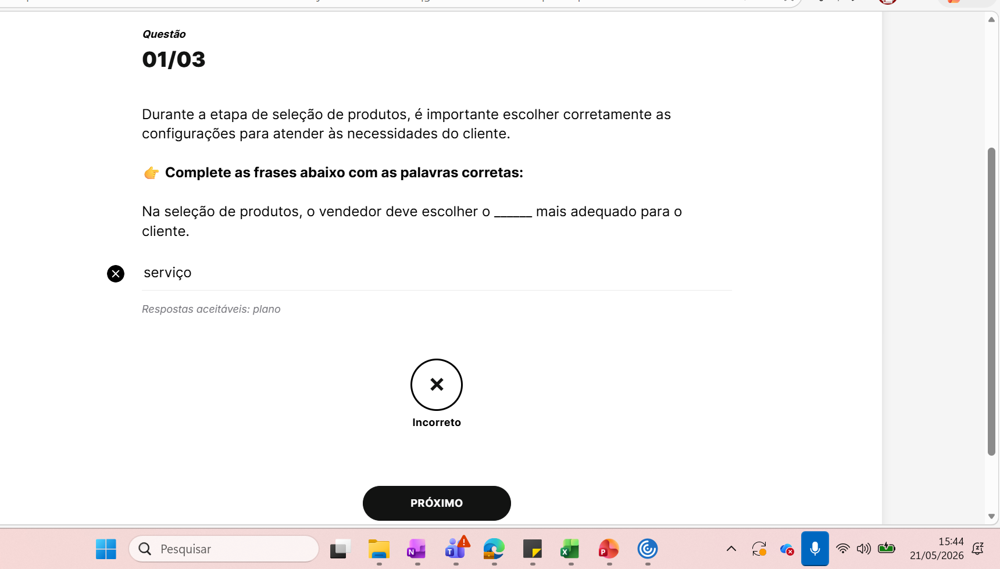 Questão
01/03
Durante a etapa de seleção de produtos, é importante escolher corretamente as
configurações para atender às necessidades do cliente.
👉 Complete as frases abaixo com as palavras corretas:
Na seleção de produtos, o vendedor deve escolher o ______ mais adequado para o
cliente.
serviço
Respostas aceitáveis: plano
Incorreto
PRÓXIMO
Pesquisar
15:44
21/05/2026